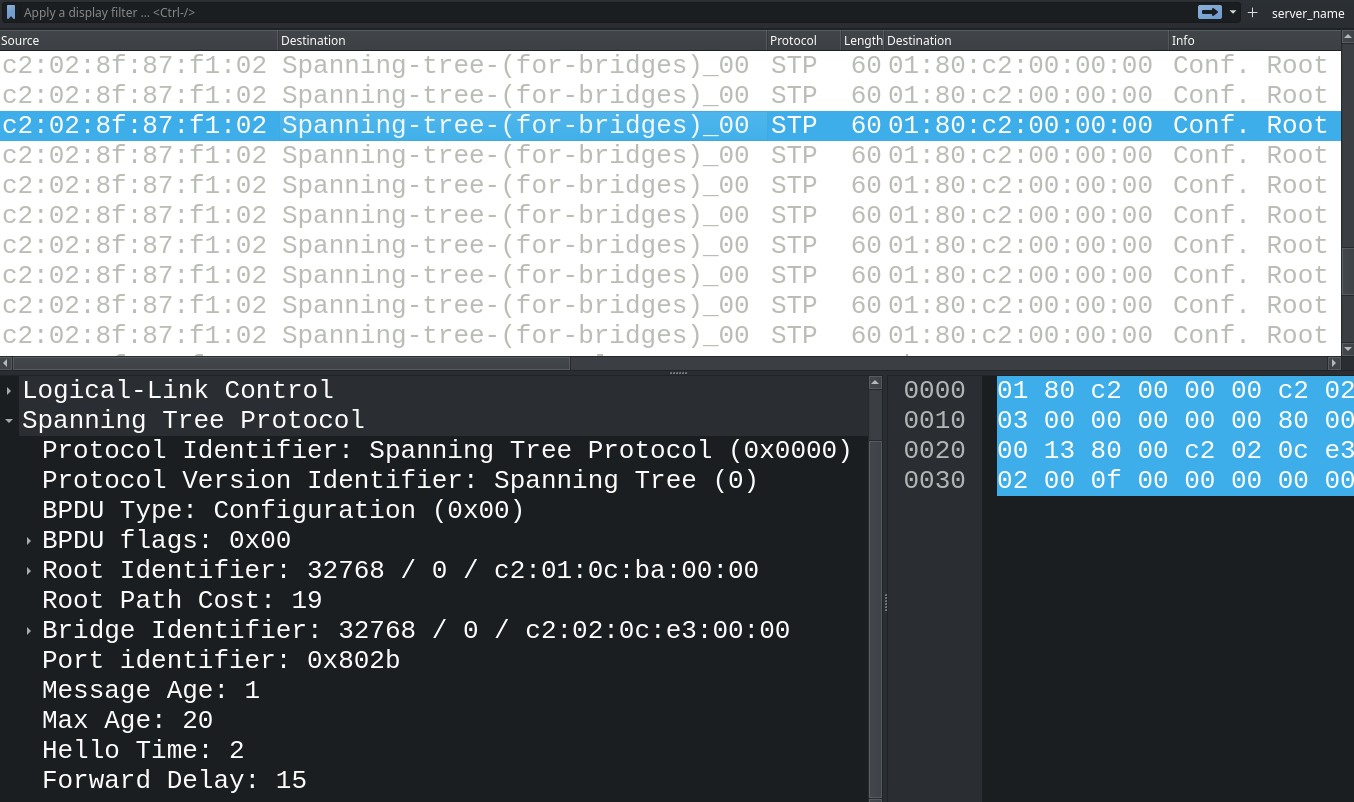 Apply a display filter ... <Ctrl-/> + server_name
Source Destination Protocol Length Destination Info
c2:02:8f:87:f1:02 Spanning-tree-(for-bridges)_00 STP 60 01:80:c2:00:00:00 Conf. Root
c2:02:8f:87:f1:02 Spanning-tree-(for-bridges)_00 STP 60 01:80:c2:00:00:00 Conf. Root
c2:02:8f:87:f1:02 Spanning-tree-(for-bridges)_00 STP 60 01:80:c2:00:00:00 Conf. Root
c2:02:8f:87:f1:02 Spanning-tree-(for-bridges)_00 STP 60 01:80:c2:00:00:00 Conf. Root
c2:02:8f:87:f1:02 Spanning-tree-(for-bridges)_00 STP 60 01:80:c2:00:00:00 Conf. Root
c2:02:8f:87:f1:02 Spanning-tree-(for-bridges)_00 STP 60 01:80:c2:00:00:00 Conf. Root
c2:02:8f:87:f1:02 Spanning-tree-(for-bridges)_00 STP 60 01:80:c2:00:00:00 Conf. Root
c2:02:8f:87:f1:02 Spanning-tree-(for-bridges)_00 STP 60 01:80:c2:00:00:00 Conf. Root
c2:02:8f:87:f1:02 Spanning-tree-(for-bridges)_00 STP 60 01:80:c2:00:00:00 Conf. Root
c2:02:8f:87:f1:02 Spanning-tree-(for-bridges)_00 STP 60 01:80:c2:00:00:00 Conf. Root
Logical-Link Control
Spanning Tree Protocol
Protocol Identifier: Spanning Tree Protocol (0x0000)
Protocol Version Identifier: Spanning Tree (0)
BPDU Type: Configuration (0x00)
BPDU flags: 0x00
Root Identifier: 32768 / 0 / c2:01:0c:ba:00:00
Root Path Cost: 19
Bridge Identifier: 32768 / 0 / c2:02:0c:e3:00:00
Port identifier: 0x802b
Message Age: 1
Max Age: 20
Hello Time: 2
Forward Delay: 15
0000 01 80 c2 00 00 00 c2 02
0010 03 00 00 00 00 00 80 00
0020 00 13 80 00 c2 02 0c e3
0030 02 00 0f 00 00 00 00 00